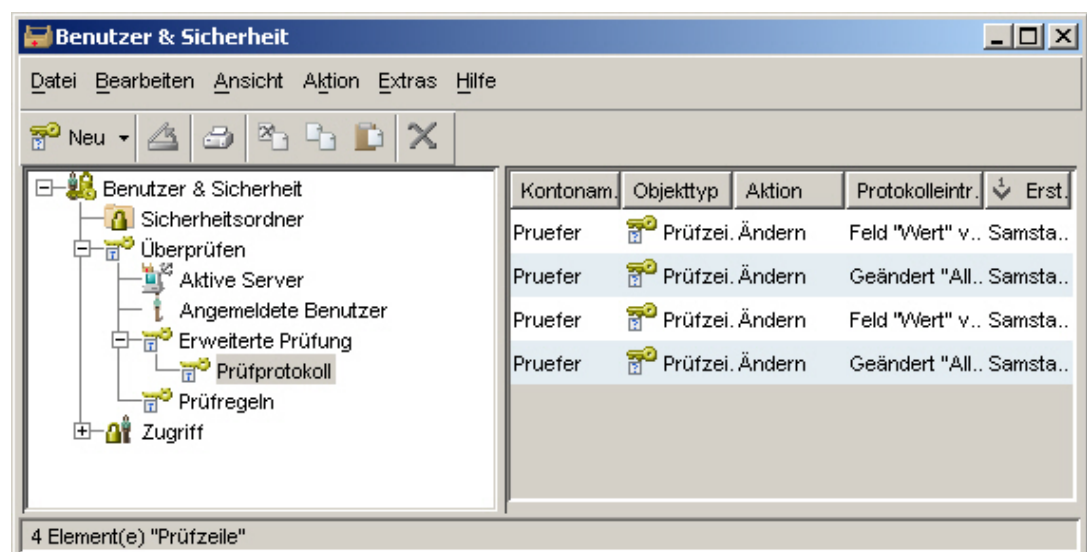 Benutzer & Sicherheit
Datei Bearbeiten Ansicht Aktion Extras Hilfe
Neu
Benutzer & Sicherheit
Sicherheitsordner
Überprüfen
Aktive Server
Angemeldete Benutzer
Erweiterte Prüfung
Prüfprotokoll
Prüfregeln
Zugriff
Kontonam. Objekttyp Aktion Protokolleintr. 1 Erst.
Pruefer Prüfzei. Ändern Feld "Wert" v.. Samsta..
Pruefer Prüfzei. Ändern Geändert "All.. Samsta..
Pruefer Prüfzei. Ändern Feld "Wert" v.. Samsta..
Pruefer Prüfzei. Ändern Geändert "All.. Samsta..
4 Element(e) "Prüfzeile"